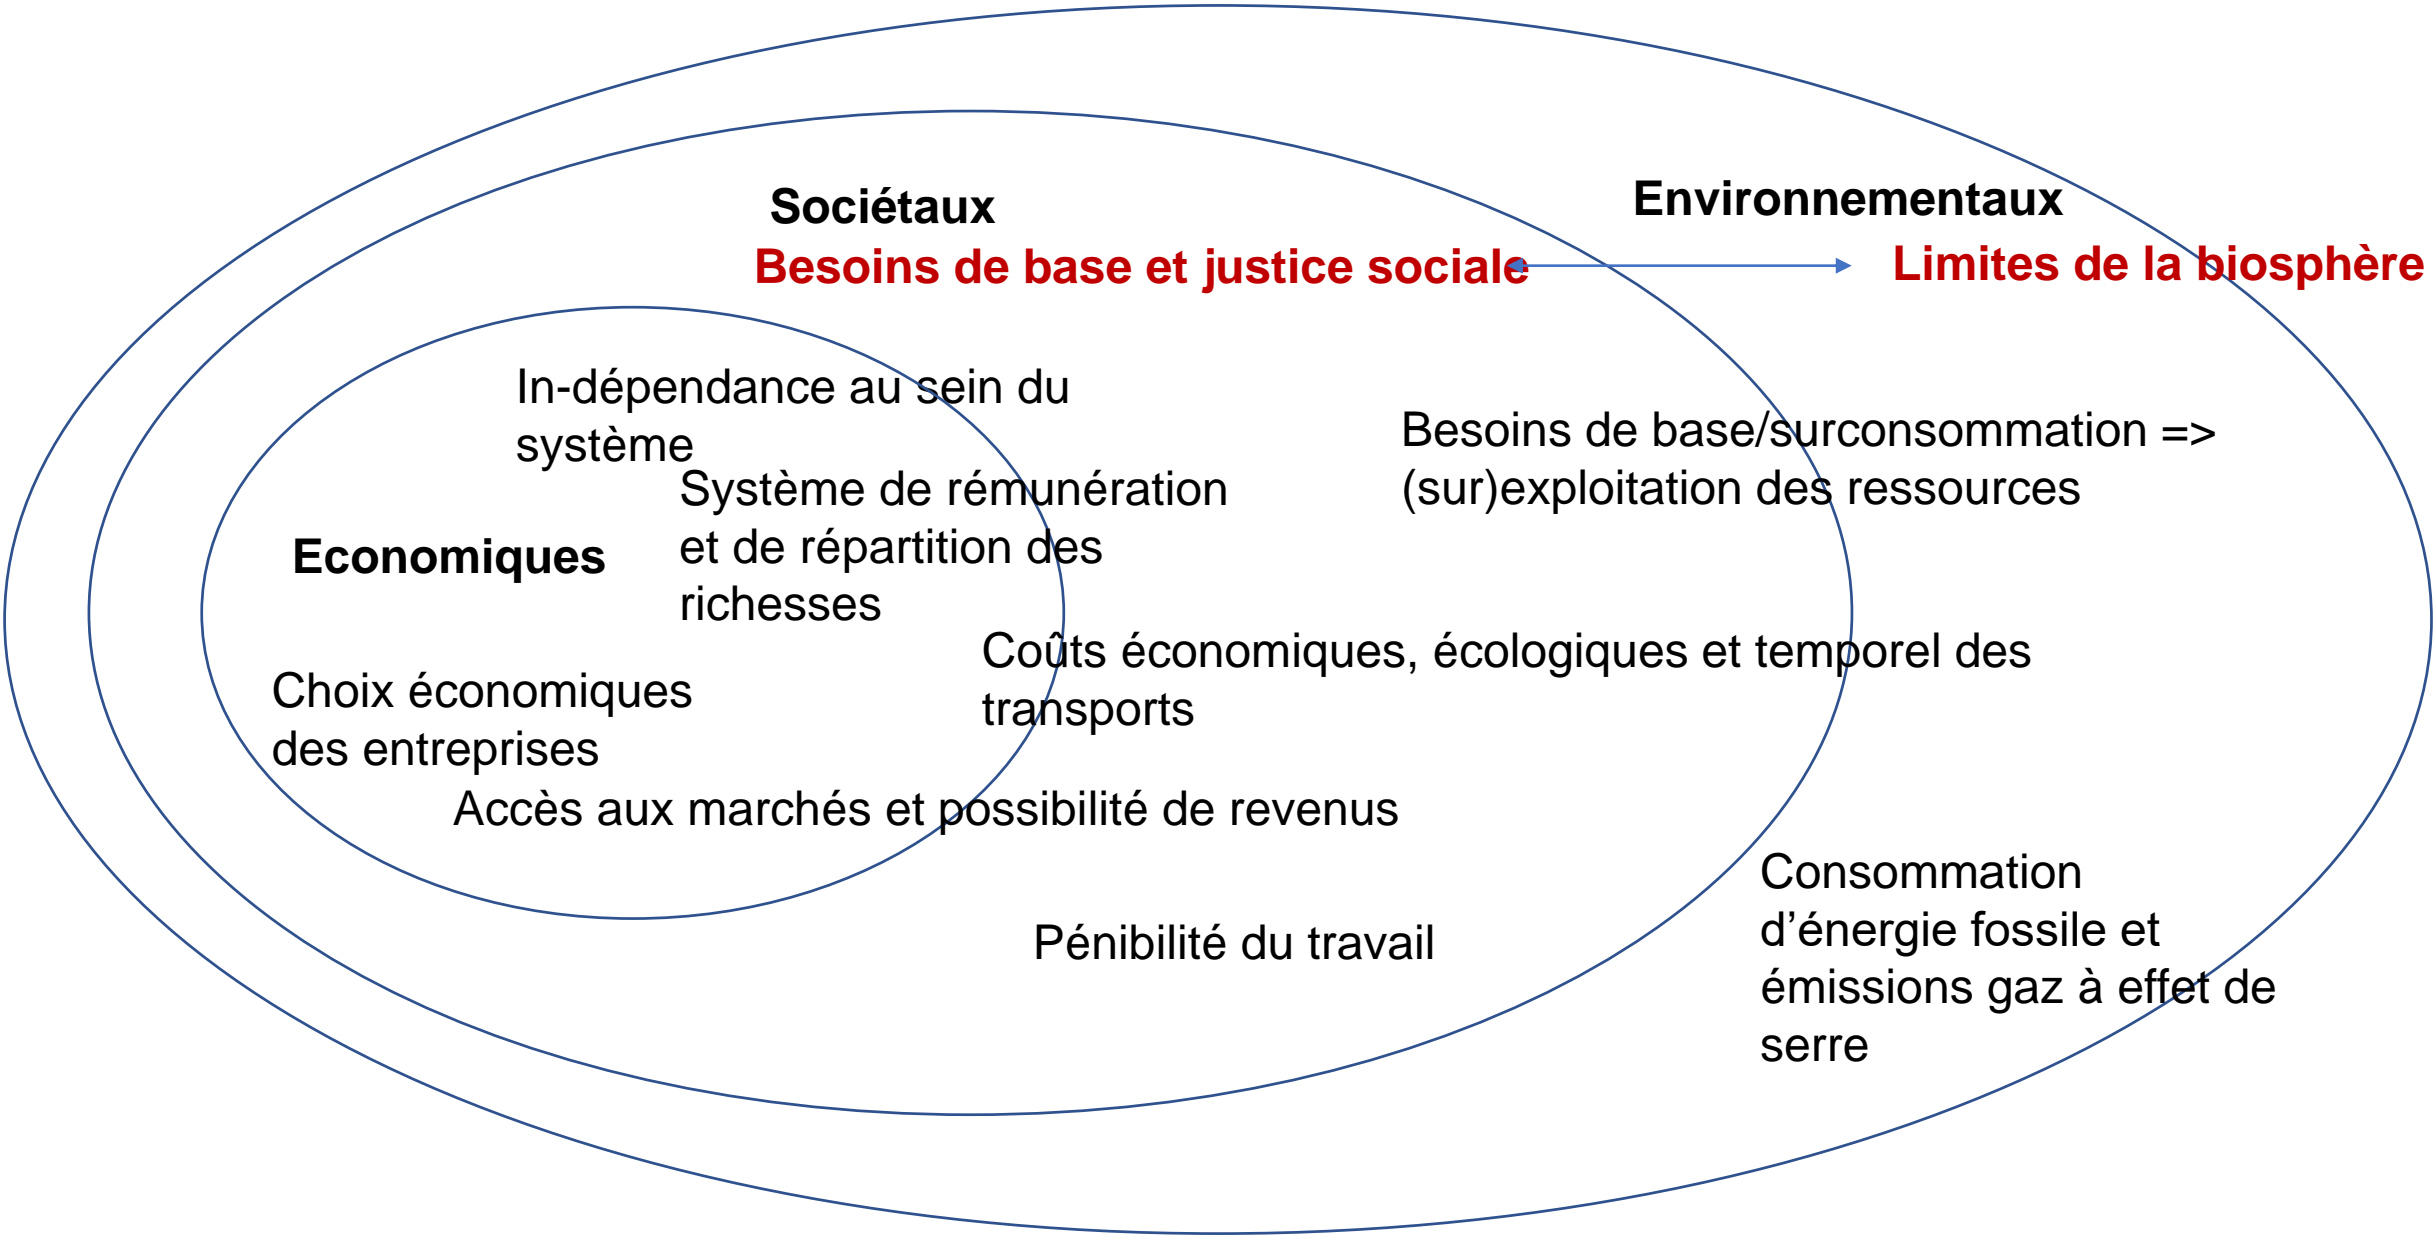 Sociétaux
Besoins de base et justice sociale
Environnementaux
Limites de la biosphère
In-dépendance au sein du
système
Besoins de base/surconsommation =>
(sur)exploitation des ressources
Système de rémunération
et de répartition des
richesses
Economiques
Coûts économiques, écologiques et temporel des
transports
Choix économiques
des entreprises
Accès aux marchés et possibilité de revenus
Pénibilité du travail
Consommation
d’énergie fossile et
émissions gaz à effet de
serre